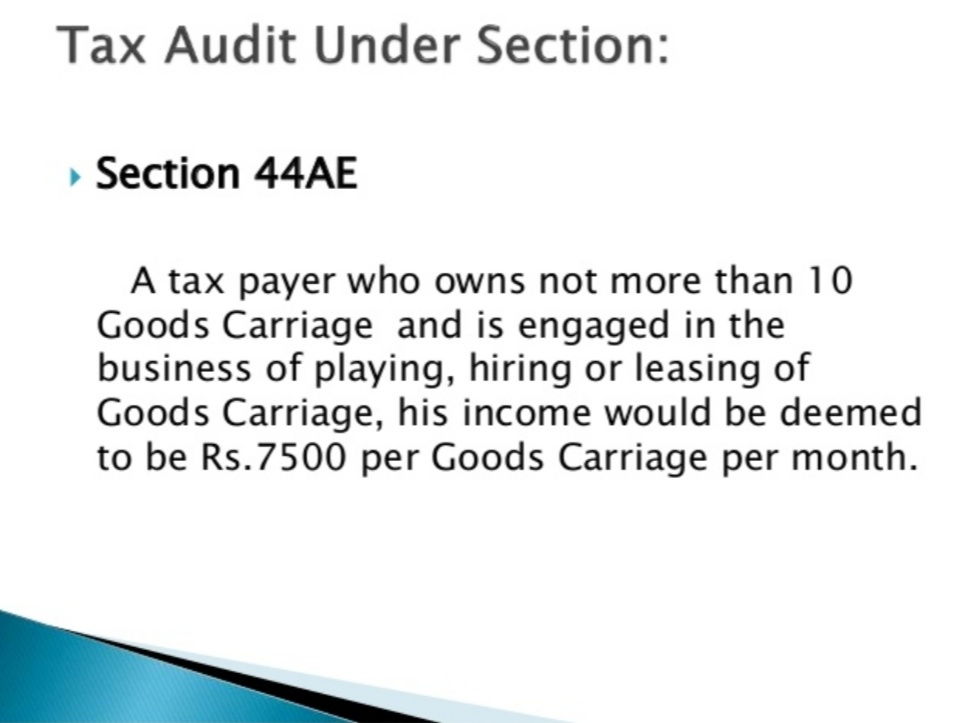 Tax Audit Under Section:
Section 44AE
A tax payer who owns not more than 10
Goods Carriage and is engaged in the
business of playing, hiring or leasing of
Goods Carriage, his income would be deemed
to be Rs.7500 per Goods Carriage per month.